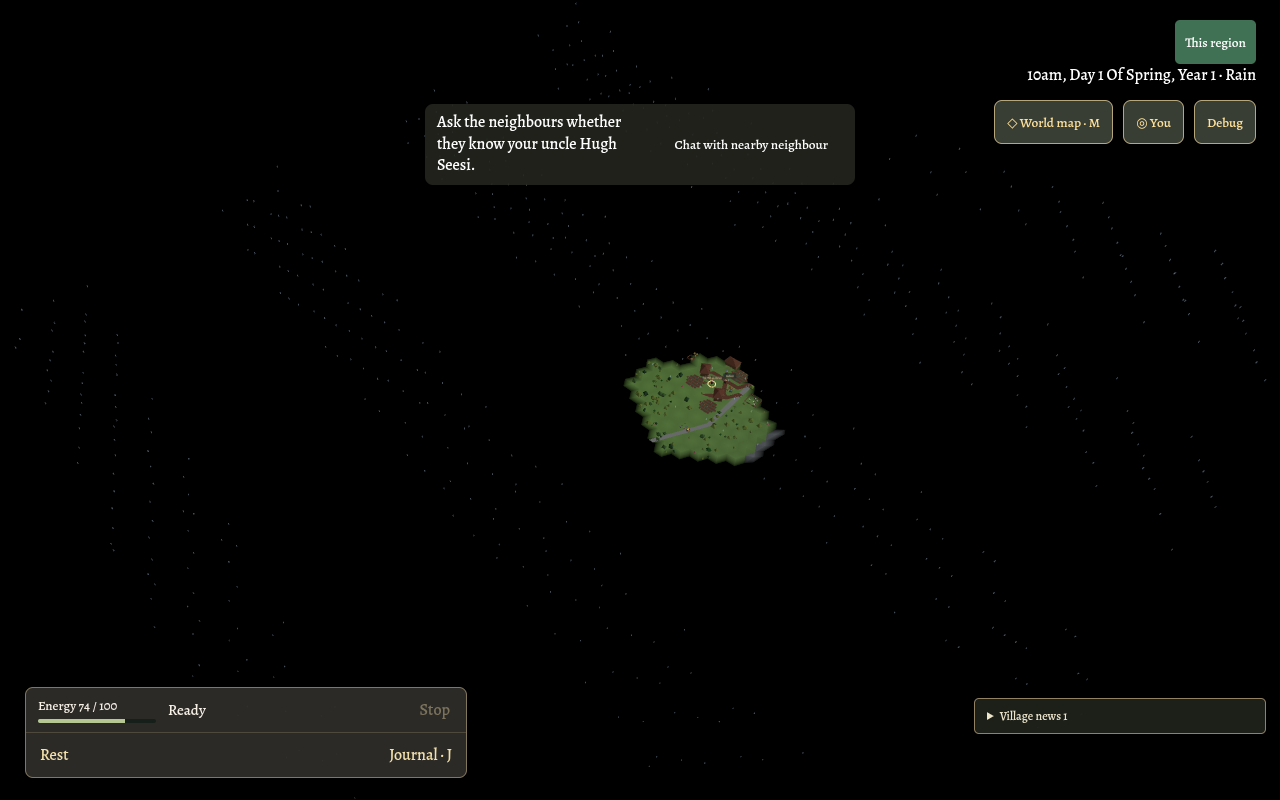 This region
10am, Day 1 Of Spring, Year 1 · Rain
◇ World map · M
◎ You
Debug
Ask the neighbours whether
they know your uncle Hugh
Seesi.
Chat with nearby neighbour
Energy 74 / 100
Ready
Stop
Rest
Journal · J
▶ Village news 1